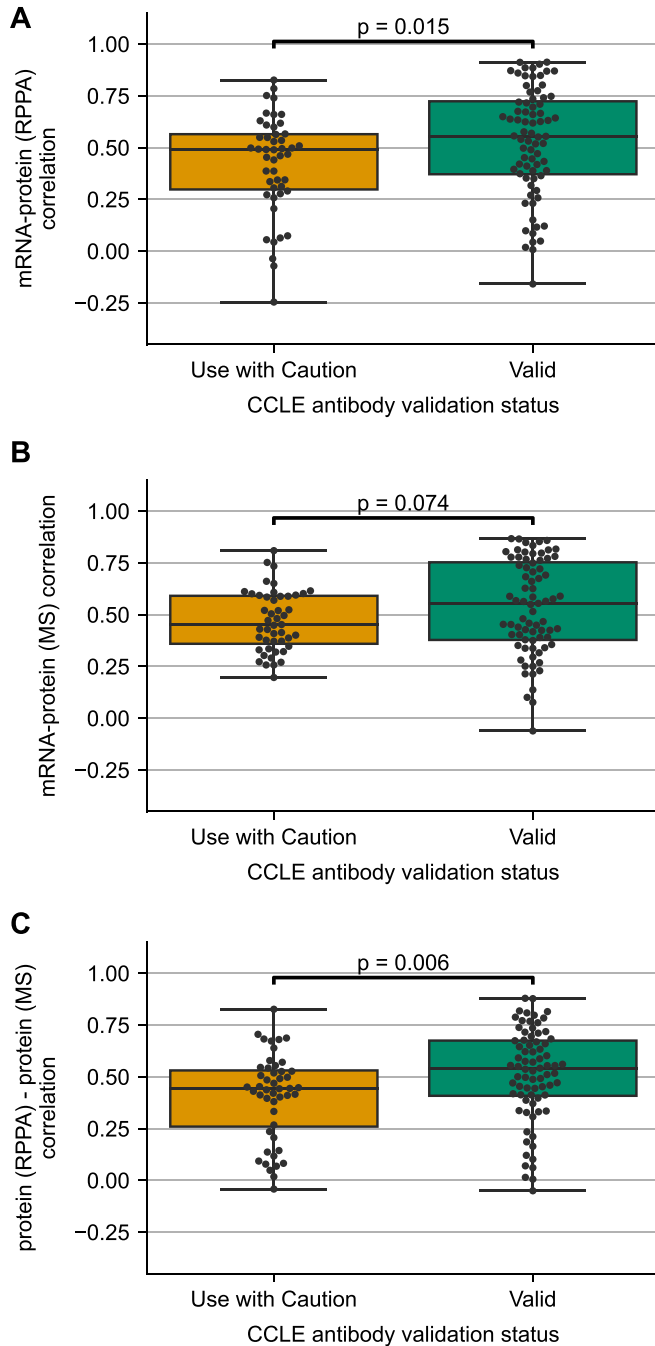 A
p = 0.015
1.00
0.75
0.50
0.25
0.00
−0.25
mRNA-protein (RPPA)
correlation
Use with Caution
Valid
CCLE antibody validation status
B
p = 0.074
1.00
0.75
0.50
0.25
0.00
−0.25
mRNA-protein (MS) correlation
Use with Caution
Valid
CCLE antibody validation status
C
p = 0.006
1.00
0.75
0.50
0.25
0.00
−0.25
protein (RPPA) - protein (MS)
correlation
Use with Caution
Valid
CCLE antibody validation status